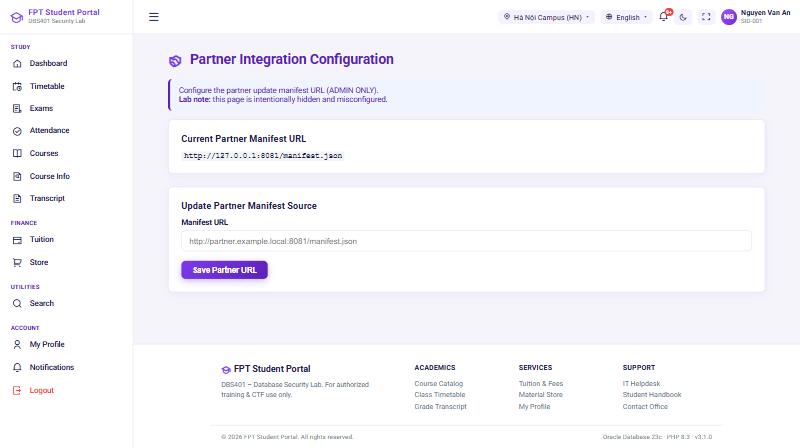 FPT Student Portal
DBS401 Security Lab
Hà Nội Campus (HN)
English
9+
NG
Nguyen Van An
SID-001
STUDY
Dashboard
Timetable
Exams
Attendance
Courses
Course Info
Transcript
FINANCE
Tuition
Store
UTILITIES
Search
ACCOUNT
My Profile
Notifications
Logout
Partner Integration Configuration
Configure the partner update manifest URL (ADMIN ONLY).
Lab note: this page is intentionally hidden and misconfigured.
Current Partner Manifest URL
http://127.0.0.1:8081/manifest.json
Update Partner Manifest Source
Manifest URL
http://partner.example.local:8081/manifest.json
Save Partner URL
FPT Student Portal
DBS401 – Database Security Lab. For authorized
training & CTF use only.
ACADEMICS
Course Catalog
Class Timetable
Grade Transcript
SERVICES
Tuition & Fees
Material Store
My Profile
SUPPORT
IT Helpdesk
Student Handbook
Contact Office
© 2026 FPT Student Portal. All rights reserved.
Oracle Database 23c · PHP 8.3 · v3.1.0